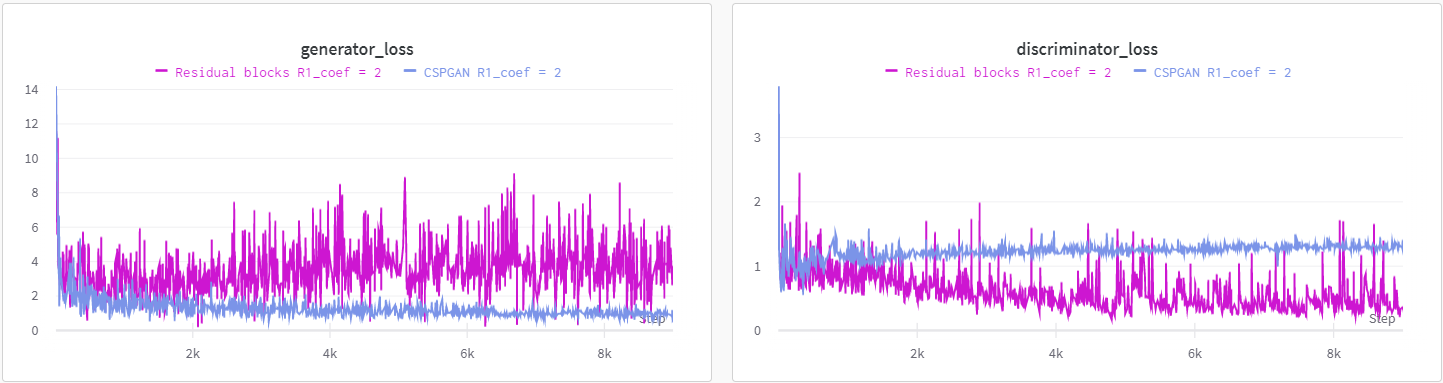 generator_loss
Residual blocks R1_coef = 2 CSPGAN R1_coef = 2
14
12
10
8
6
4
2
0
Step
2k 4k 6k 8k
discriminator_loss
Residual blocks R1_coef = 2 CSPGAN R1_coef = 2
3
2
1
0
Step
2k 4k 6k 8k